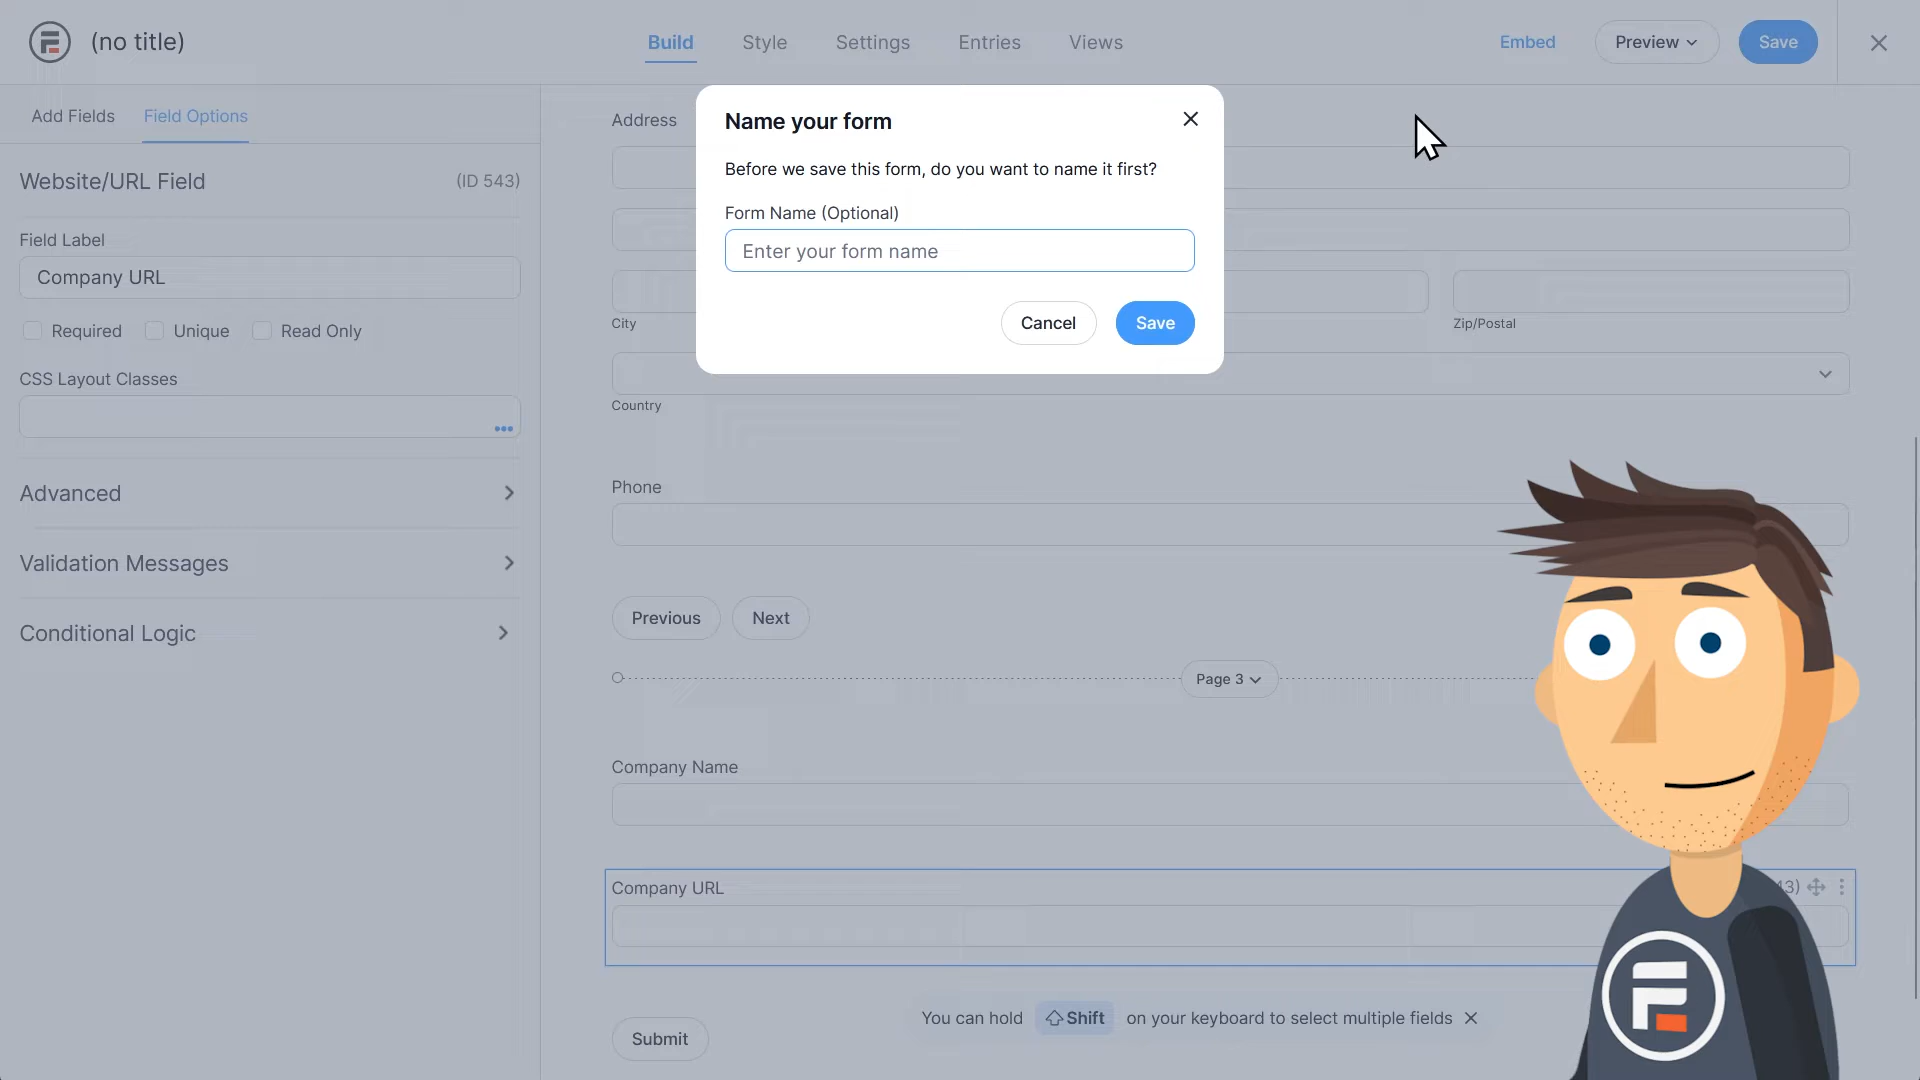 (no title)
Build
Style
Settings
Entries
Views
Embed
Preview
Save
Add Fields
Field Options
Website/URL Field
(ID 543)
Field Label
Company URL
Required
Unique
Read Only
CSS Layout Classes
Advanced
Validation Messages
Conditional Logic
Name your form
Before we save this form, do you want to name it first?
Form Name (Optional)
Enter your form name
Cancel
Save
Address
City
Zip/Postal
Country
Phone
Previous
Next
Page 3
Company Name
Company URL
43)
You can hold Shift on your keyboard to select multiple fields
Submit